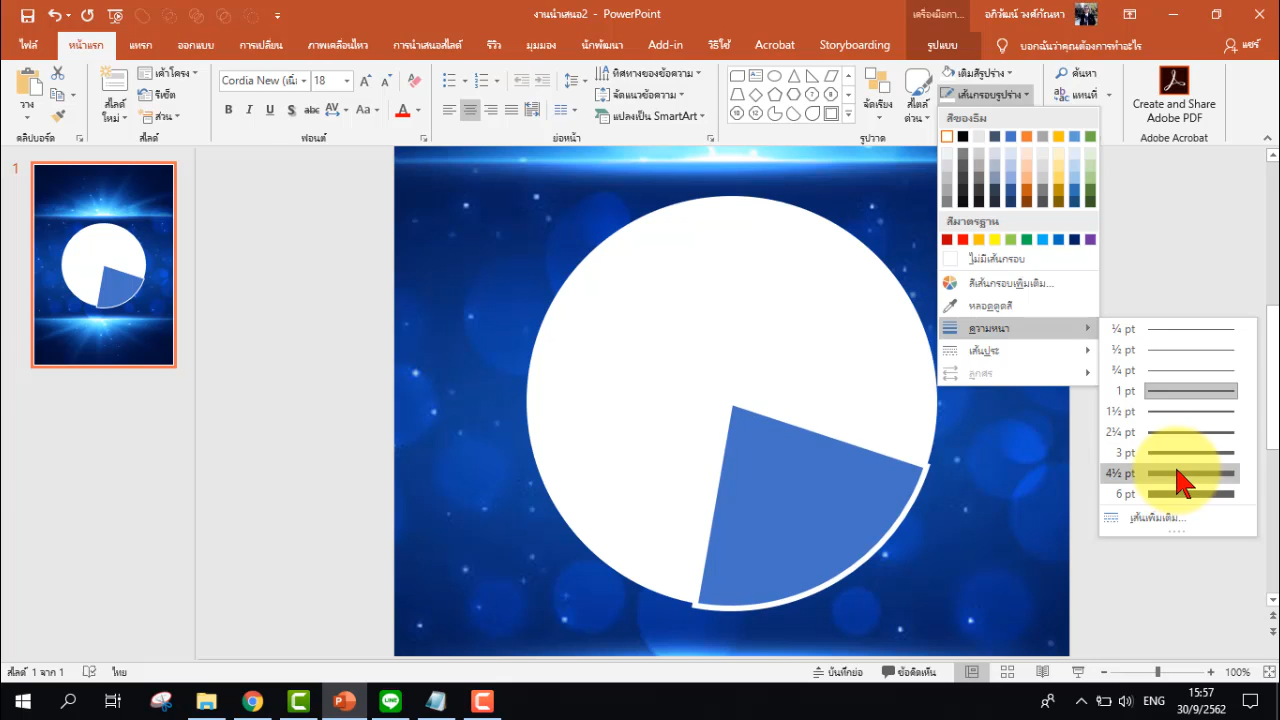 งานนำเสนอ2 - PowerPoint
เครื่องมือกา...
อภิวัฒน์ วงศ์กัณหา
ไฟล์
หน้าแรก
แทรก
ออกแบบ
การเปลี่ยน
ภาพเคลื่อนไหว
การนำเสนอสไลด์
รีวิว
มุมมอง
นักพัฒนา
Add-in
วิธีใช้
Acrobat
Storyboarding
รูปแบบ
บอกฉันว่าคุณต้องการทำอะไร
แชร์
วาง
คลิปบอร์ด
สไลด์
ใหม่
เค้าโครง
รีเซ็ต
ส่วน
สไลด์
Cordia New (เนื้
18
B I U S abc AV Aa A
ฟอนต์
ทิศทางของข้อความ
จัดแนวข้อความ
แปลงเป็น SmartArt
ย่อหน้า
จัดเรียง
สไตล์
ด่วน
รูปวาด
เติมสีรูปร่าง
เส้นกรอบรูปร่าง
ค้นหา
แทนที่
Create and Share
Adobe PDF
Adobe Acrobat
สีของธีม
สีมาตรฐาน
ไม่มีเส้นกรอบ
สีเส้นกรอบเพิ่มเติม...
หลอดดูดสี
ความหนา
เส้นประ
ลูกศร
¼ pt
½ pt
¾ pt
1 pt
1½ pt
2¼ pt
3 pt
4½ pt
6 pt
เส้นเพิ่มเติม...
1
สไลด์ 1 จาก 1
ไทย
บันทึกย่อ
ข้อคิดเห็น
100%
ENG
15:57
30/9/2562